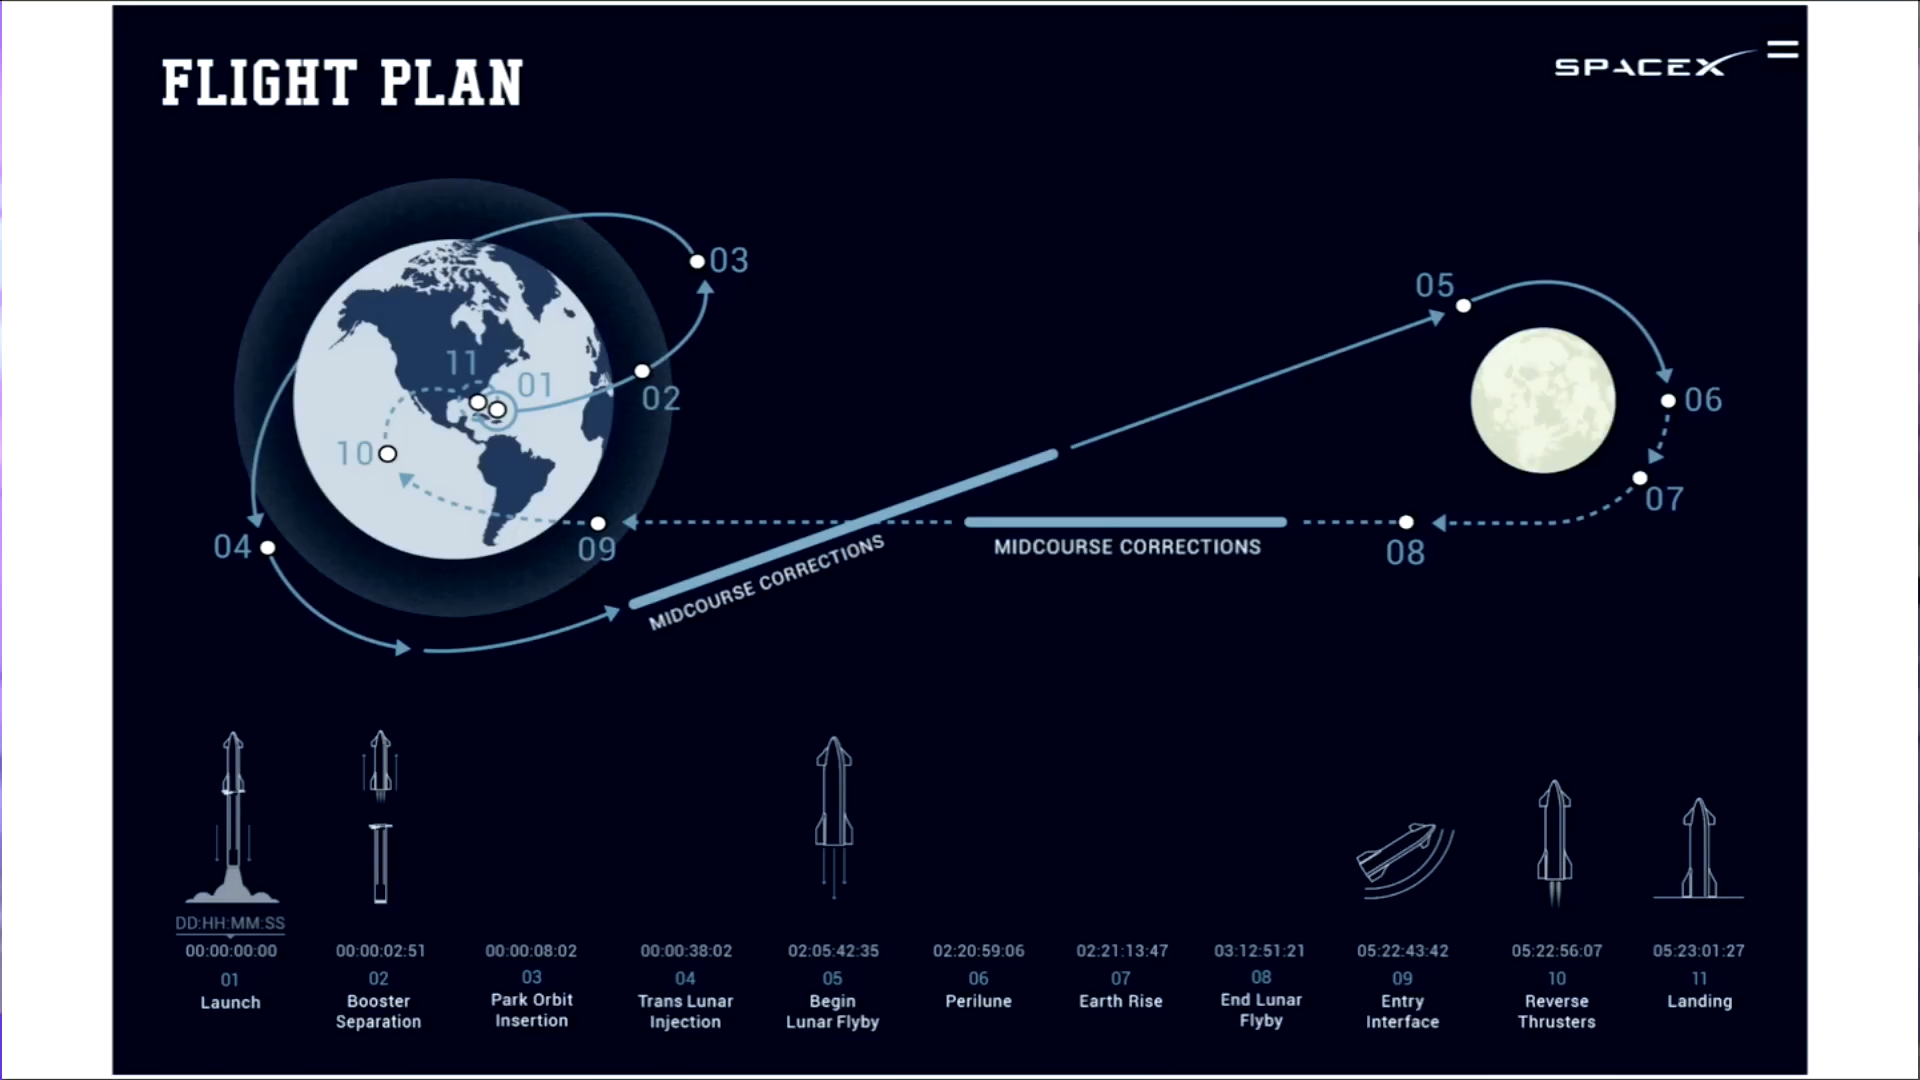 FLIGHT PLAN
SPACEX
03
05
11
01
02
06
10
07
04
09
MIDCOURSE CORRECTIONS
MIDCOURSE CORRECTIONS
08
DD:HH:MM:SS
00:00:00:00
01
Launch
00:00:02:51
02
Booster
Separation
00:00:08:02
03
Park Orbit
Insertion
00:00:38:02
04
Trans Lunar
Injection
02:05:42:35
05
Begin
Lunar Flyby
02:20:59:06
06
Perilune
02:21:13:47
07
Earth Rise
03:12:51:21
08
End Lunar
Flyby
05:22:43:42
09
Entry
Interface
05:22:56:07
10
Reverse
Thrusters
05:23:01:27
11
Landing